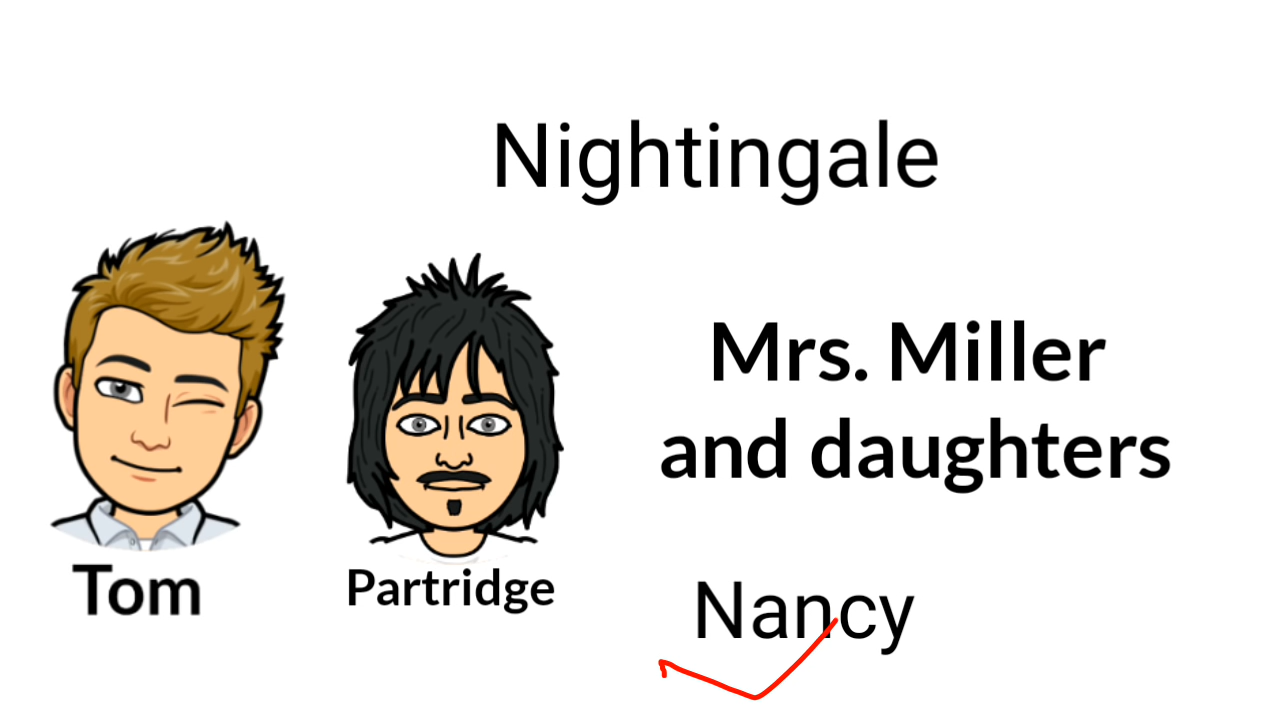 Nightingale
Mrs. Miller
and daughters
Tom
Partridge
Nancy